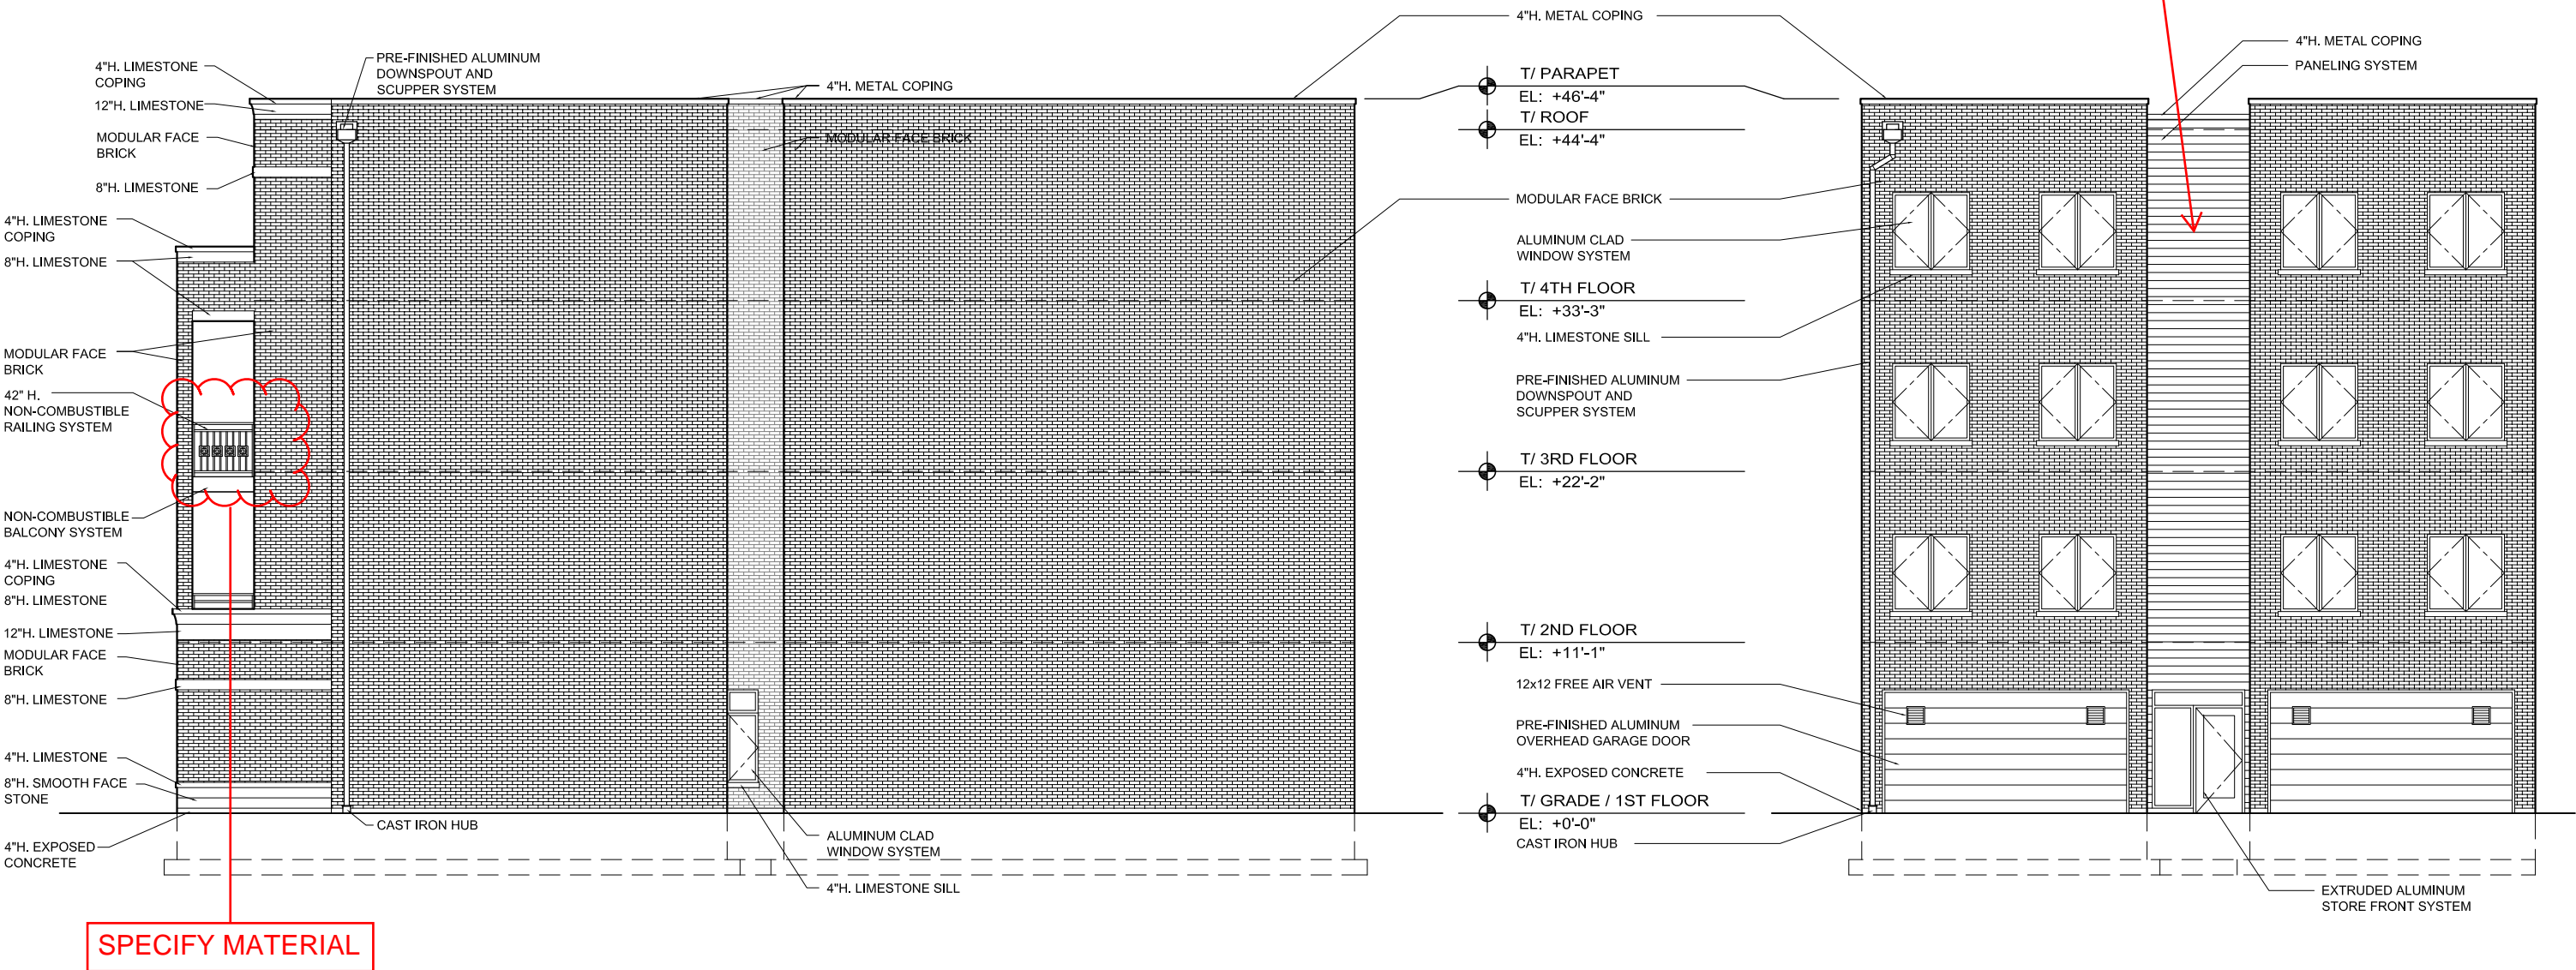 4"H. LIMESTONE
COPING
12"H. LIMESTONE
MODULAR FACE
BRICK
8"H. LIMESTONE
4"H. LIMESTONE
COPING
8"H. LIMESTONE
MODULAR FACE
BRICK
42" H.
NON-COMBUSTIBLE
RAILING SYSTEM
NON-COMBUSTIBLE
BALCONY SYSTEM
4"H. LIMESTONE
COPING
8"H. LIMESTONE
12"H. LIMESTONE
MODULAR FACE
BRICK
8"H. LIMESTONE
4"H. LIMESTONE
8"H. SMOOTH FACE
STONE
4"H. EXPOSED
CONCRETE
SPECIFY MATERIAL
PRE-FINISHED ALUMINUM
DOWNSPOUT AND
SCUPPER SYSTEM
CAST IRON HUB
4"H. METAL COPING
MODULAR FACE BRICK
ALUMINUM CLAD
WINDOW SYSTEM
4"H. LIMESTONE SILL
4"H. METAL COPING
T/ PARAPET
EL: +46'-4"
T/ ROOF
EL: +44'-4"
MODULAR FACE BRICK
ALUMINUM CLAD
WINDOW SYSTEM
T/ 4TH FLOOR
EL: +33'-3"
4"H. LIMESTONE SILL
PRE-FINISHED ALUMINUM
DOWNSPOUT AND
SCUPPER SYSTEM
T/ 3RD FLOOR
EL: +22'-2"
T/ 2ND FLOOR
EL: +11'-1"
12x12 FREE AIR VENT
PRE-FINISHED ALUMINUM
OVERHEAD GARAGE DOOR
4"H. EXPOSED CONCRETE
T/ GRADE / 1ST FLOOR
EL: +0'-0"
CAST IRON HUB
4"H. METAL COPING
PANELING SYSTEM
EXTRUDED ALUMINUM
STORE FRONT SYSTEM